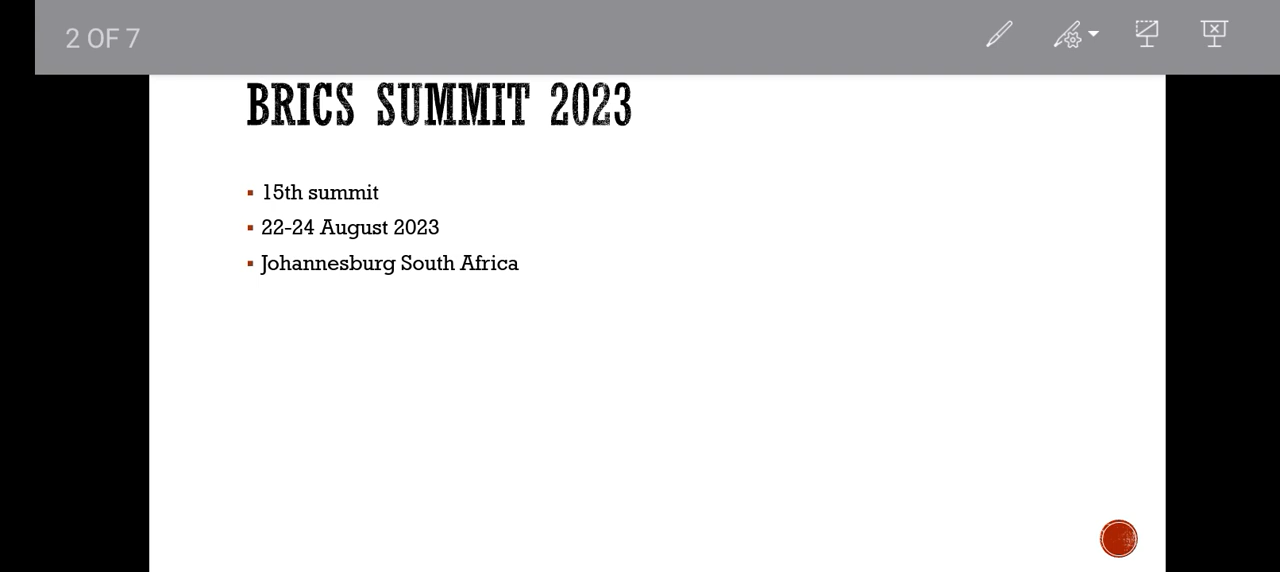 2 OF 7
BRICS SUMMIT 2023
15th summit
22-24 August 2023
Johannesburg South Africa